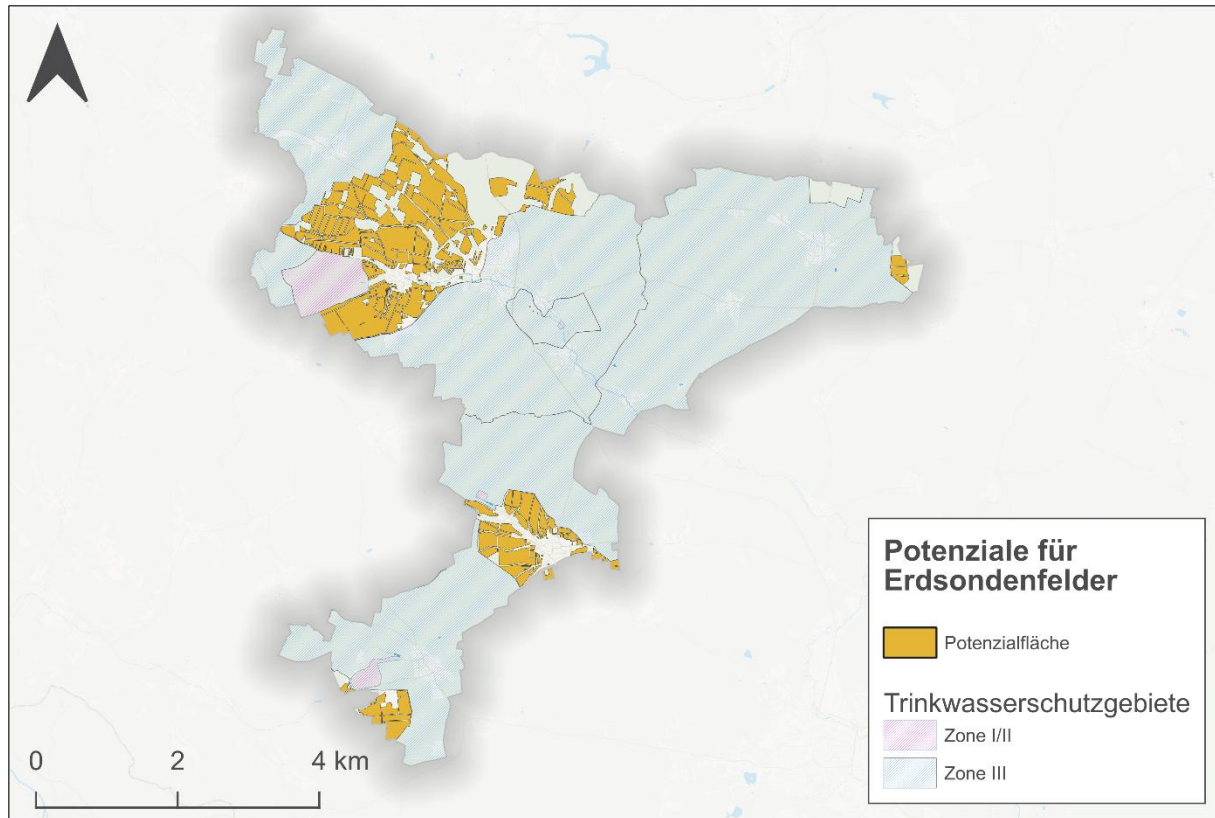 Potenziale für
Erdsondenfelder
Potenzialfläche
Trinkwasserschutzgebiete
Zone I/II
Zone III
0 2 4 km